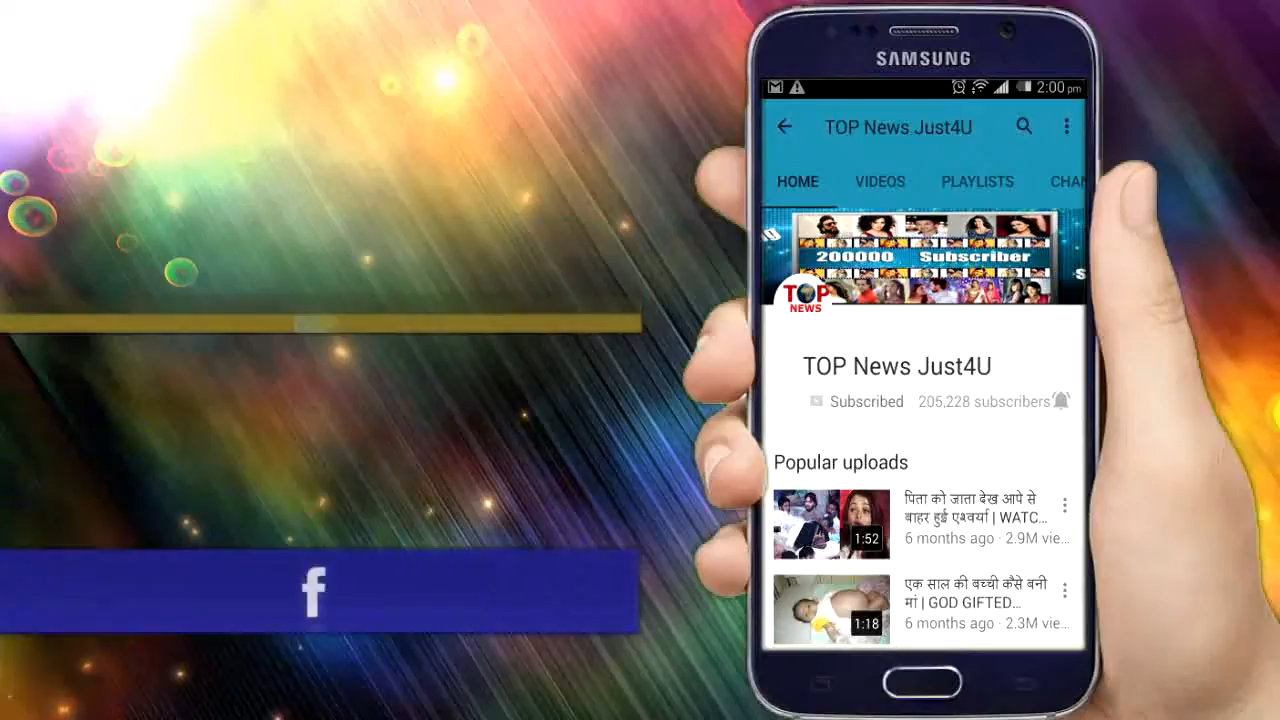 SAMSUNG
2:00 pm
TOP News Just4U
HOME VIDEOS PLAYLISTS CHAN
200000 Subscriber
TOP
NEWS
TOP News Just4U
Subscribed 205,228 subscribers
Popular uploads
पिता को जाता देख आपे से
बाहर हुई एश्वर्या | WATC...
6 months ago · 2.9M vie...
1:52
एक साल की बच्ची कैसे बनी
मां | GOD GIFTED...
6 months ago · 2.3M vie...
1:18
f